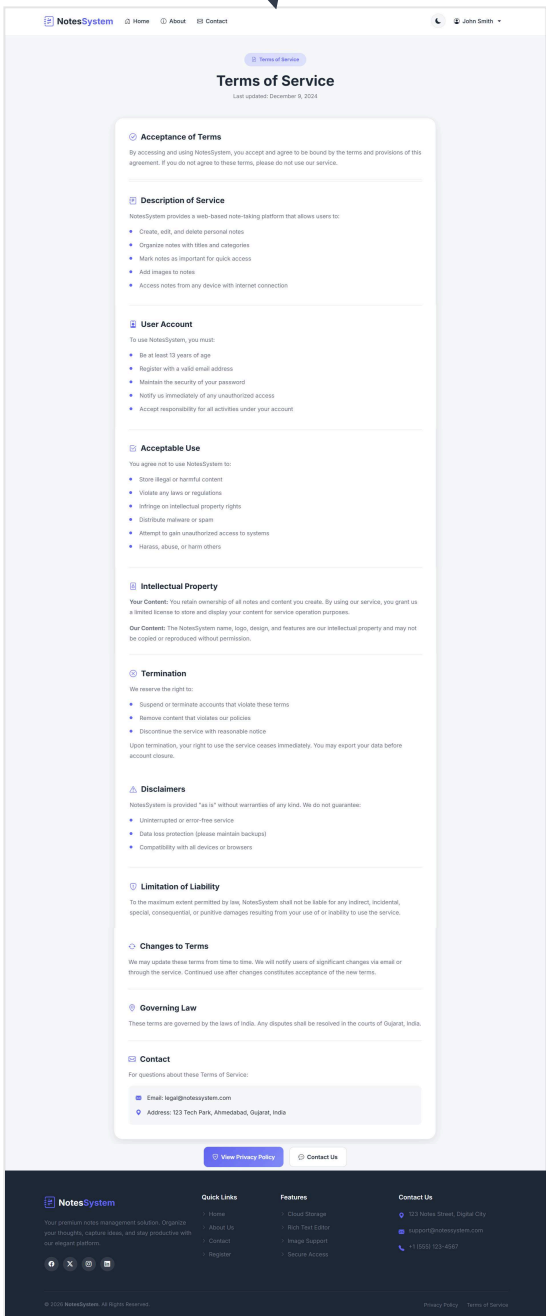 NotesSystem
Home
About
Contact
John Smith
Terms of Service
Terms of Service
Last updated: December 9, 2024
Acceptance of Terms
By accessing and using NotesSystem, you accept and agree to be bound by the terms and provisions of this
agreement. If you do not agree to these terms, please do not use our service.
Description of Service
NotesSystem provides a web-based note-taking platform that allows users to:
Create, edit, and delete personal notes
Organize notes with titles and categories
Mark notes as important for quick access
Add images to notes
Access notes from any device with internet connection
User Account
To use NotesSystem, you must:
Be at least 13 years of age
Register with a valid email address
Maintain the security of your password
Notify us immediately of any unauthorized access
Accept responsibility for all activities under your account
Acceptable Use
You agree not to use NotesSystem to:
Store illegal or harmful content
Violate any laws or regulations
Infringe on intellectual property rights
Distribute malware or spam
Attempt to gain unauthorized access to systems
Harass, abuse, or harm others
Intellectual Property
Your Content: You retain ownership of all notes and content you create. By using our service, you grant us
a limited license to store and display your content for service operation purposes.
Our Content: The NotesSystem name, logo, design, and features are our intellectual property and may not
be copied or reproduced without permission.
Termination
We reserve the right to:
Suspend or terminate accounts that violate these terms
Remove content that violates our policies
Discontinue the service with reasonable notice
Upon termination, your right to use the service ceases immediately. You may export your data before
account closure.
Disclaimers
NotesSystem is provided "as is" without warranties of any kind. We do not guarantee:
Uninterrupted or error-free service
Data loss protection (please maintain backups)
Compatibility with all devices or browsers
Limitation of Liability
To the maximum extent permitted by law, NotesSystem shall not be liable for any indirect, incidental,
special, consequential, or punitive damages resulting from your use of or inability to use the service.
Changes to Terms
We may update these terms from time to time. We will notify users of significant changes via email or
through the service. Continued use after changes constitutes acceptance of the new terms.
Governing Law
These terms are governed by the laws of India. Any disputes shall be resolved in the courts of Gujarat, India.
Contact
For questions about these Terms of Service:
Email: legal@notessystem.com
Address: 123 Tech Park, Ahmedabad, Gujarat, India
View Privacy Policy
Contact Us
NotesSystem
Your premium notes management solution. Organize
your thoughts, capture ideas, and stay productive with
our elegant platform.
Quick Links
Home
About Us
Contact
Register
Features
Cloud Storage
Rich Text Editor
Image Support
Secure Access
Contact Us
123 Notes Street, Digital City
support@notessystem.com
+1 (555) 123-4567
© 2026 NotesSystem. All Rights Reserved.
Privacy Policy
Terms of Service